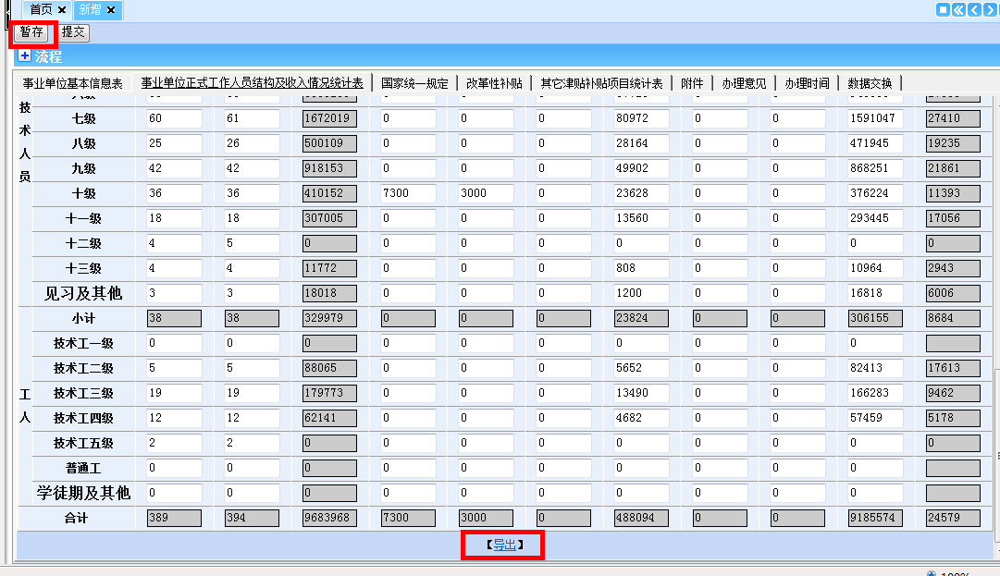 首页 × 新增 ×
暂存 提交
流程
事业单位基本信息表 事业单位正式工作人员结构及收入情况统计表 国家统一规定 改革性补贴 其它津贴补贴项目统计表 附件 办理意见 办理时间 数据交换
技术人员
七级 60 61 1672019 0 0 0 80972 0 0 1591047 27410
八级 25 26 500109 0 0 0 28164 0 0 471945 19235
九级 42 42 918153 0 0 0 49902 0 0 868251 21861
十级 36 36 410152 7300 3000 0 23628 0 0 376224 11393
十一级 18 18 307005 0 0 0 13560 0 0 293445 17056
十二级 4 5 0 0 0 0 0 0 0 0 0
十三级 4 4 11772 0 0 0 808 0 0 10964 2943
见习及其他 3 3 18018 0 0 0 1200 0 0 16818 6006
工人
小计 38 38 329979 0 0 0 23824 0 0 306155 8684
技术工一级 0 0 0 0 0 0 0 0 0 0
技术工二级 5 5 88065 0 0 0 5652 0 0 82413 17613
技术工三级 19 19 179773 0 0 0 13490 0 0 166283 9462
技术工四级 12 12 62141 0 0 0 4682 0 0 57459 5178
技术工五级 2 2 0 0 0 0 0 0 0 0 0
普通工 0 0 0 0 0 0 0 0 0 0
学徒期及其他 0 0 0 0 0 0 0 0 0 0
合计 389 394 9683968 7300 3000 0 488094 0 0 9185574 24579
【导出】